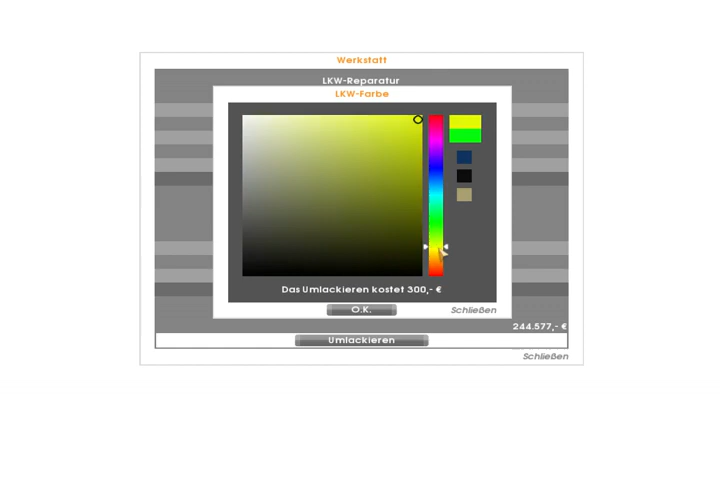 Werkstatt
LKW-Reparatur
LKW-Farbe
Das Umlackieren kostet 300,- €
O.K.
Schließen
244.577,- €
Umlackieren
Schließen